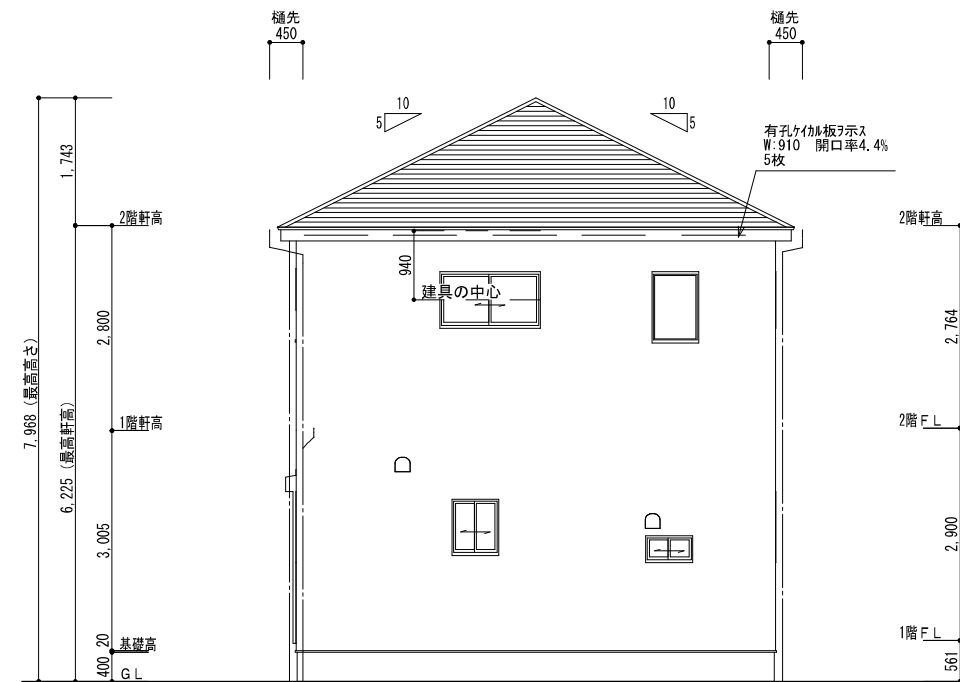 樋先
450
樋先
450
10
5
10
5
有孔ケイカル板ヲ示ス
W:910 開口率4.4%
5枚
1,743
2階軒高
2階軒高
940
建具の中心
2,800
2,764
7,968 (最高高さ)
6,225 (最高軒高)
1階軒高
2階ＦＬ
3,005
2,900
1階ＦＬ
20
基礎高
400
ＧＬ
561